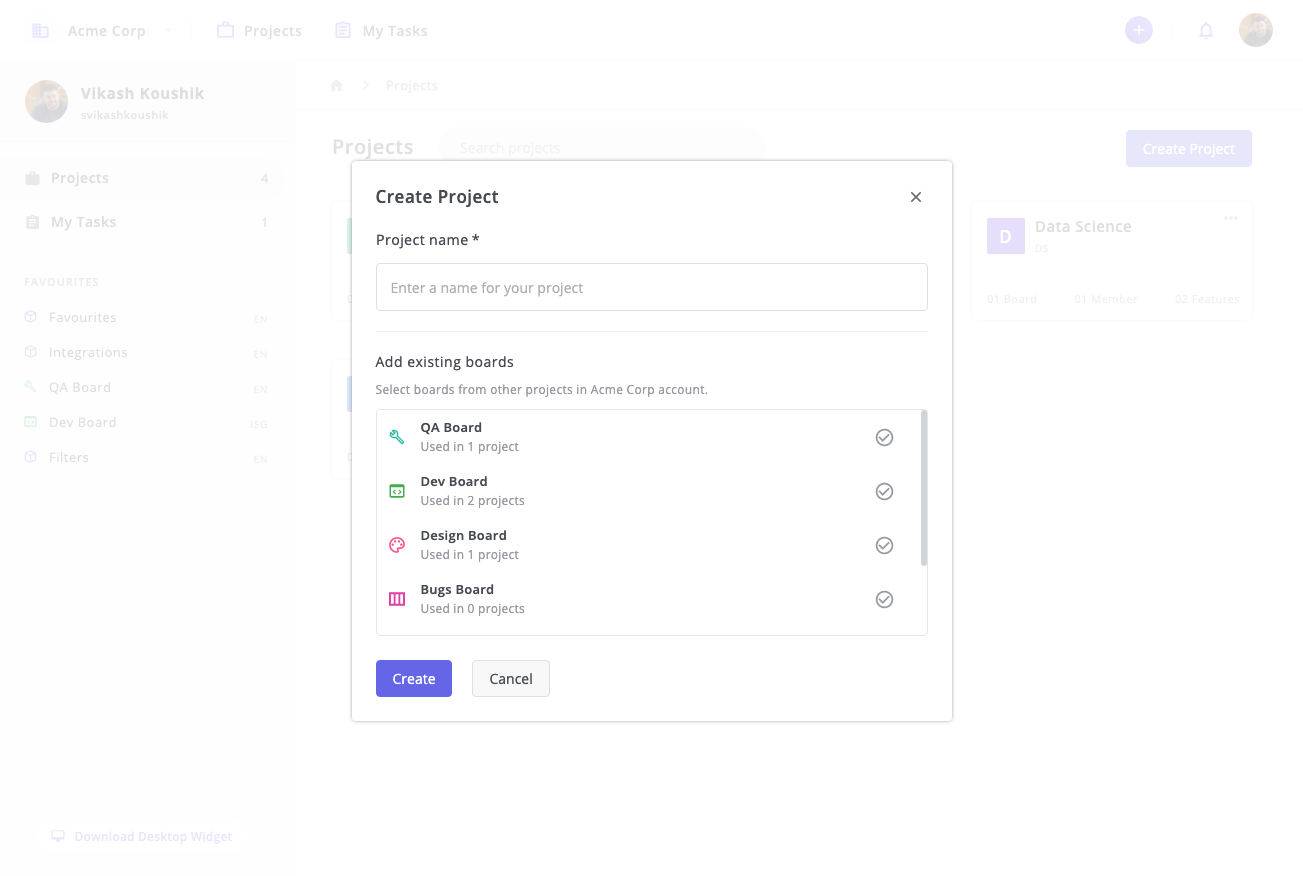 Acme Corp
Projects
My Tasks
Vikash Koushik
svikashkoushik
Projects 4
My Tasks 1
FAVOURITES
Favourites EN
Integrations EN
QA Board EN
Dev Board ISG
Filters EN
Download Desktop Widget
Projects
Projects
Search projects
Create Project
D
Data Science
DS
01 Board 01 Member 02 Features
Create Project
Project name *
Enter a name for your project
Add existing boards
Select boards from other projects in Acme Corp account.
QA Board
Used in 1 project
Dev Board
Used in 2 projects
Design Board
Used in 1 project
Bugs Board
Used in 0 projects
Create
Cancel